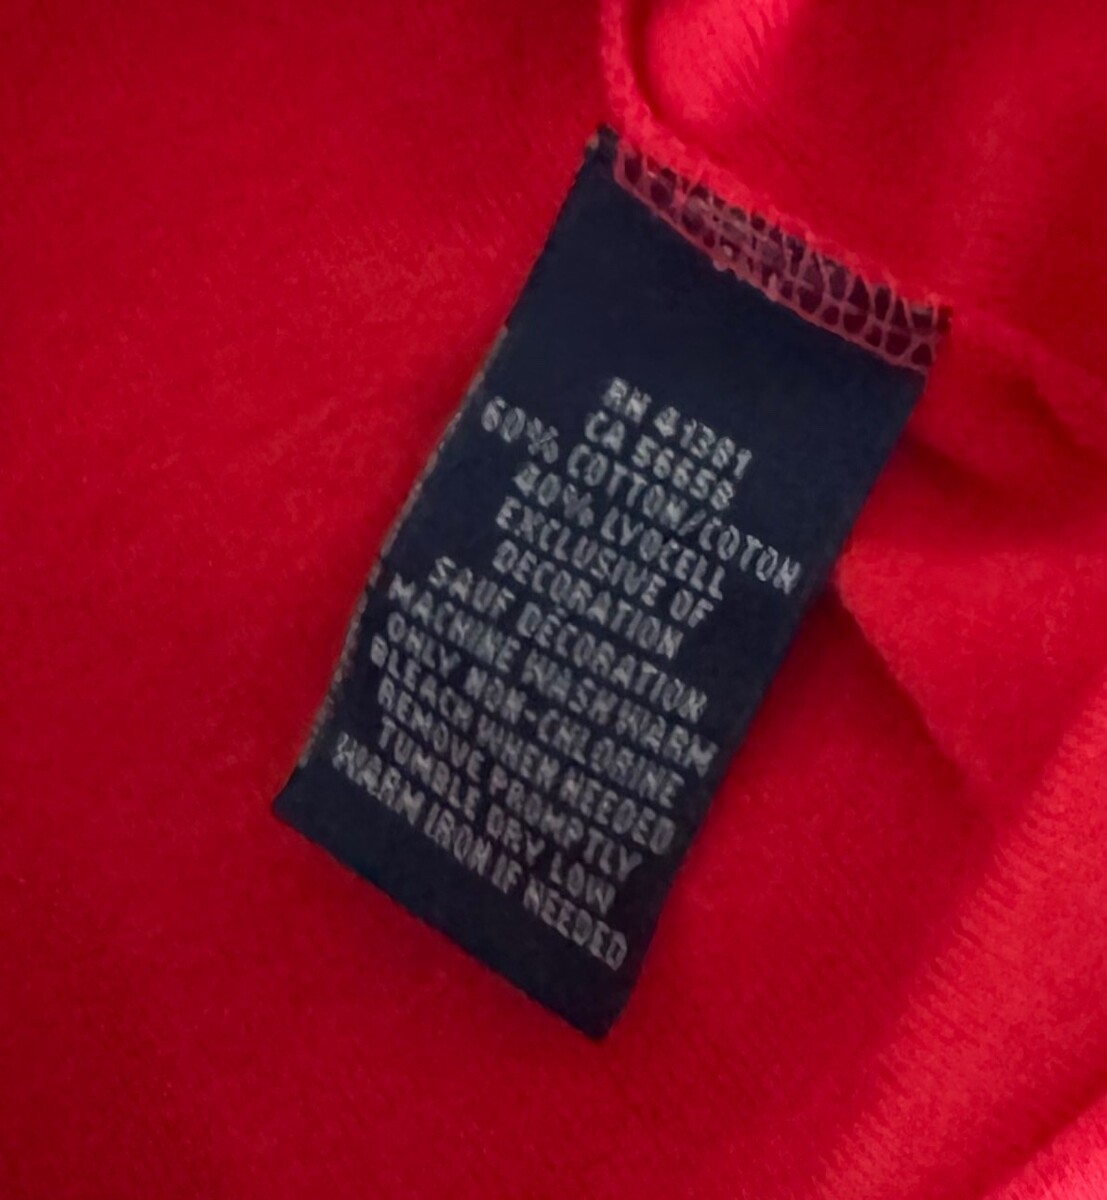 RN 41381
CA 56658
60% COTTON/COTON
40% LYOCELL
EXCLUSIVE OF
DECORATION
SAUF DECORATION
MACHINE WASH WARM
ONLY NON-CHLORINE
BLEACH WHEN NEEDED
REMOVE PROMPTLY
TUMBLE DRY LOW
WARM IRON IF NEEDED